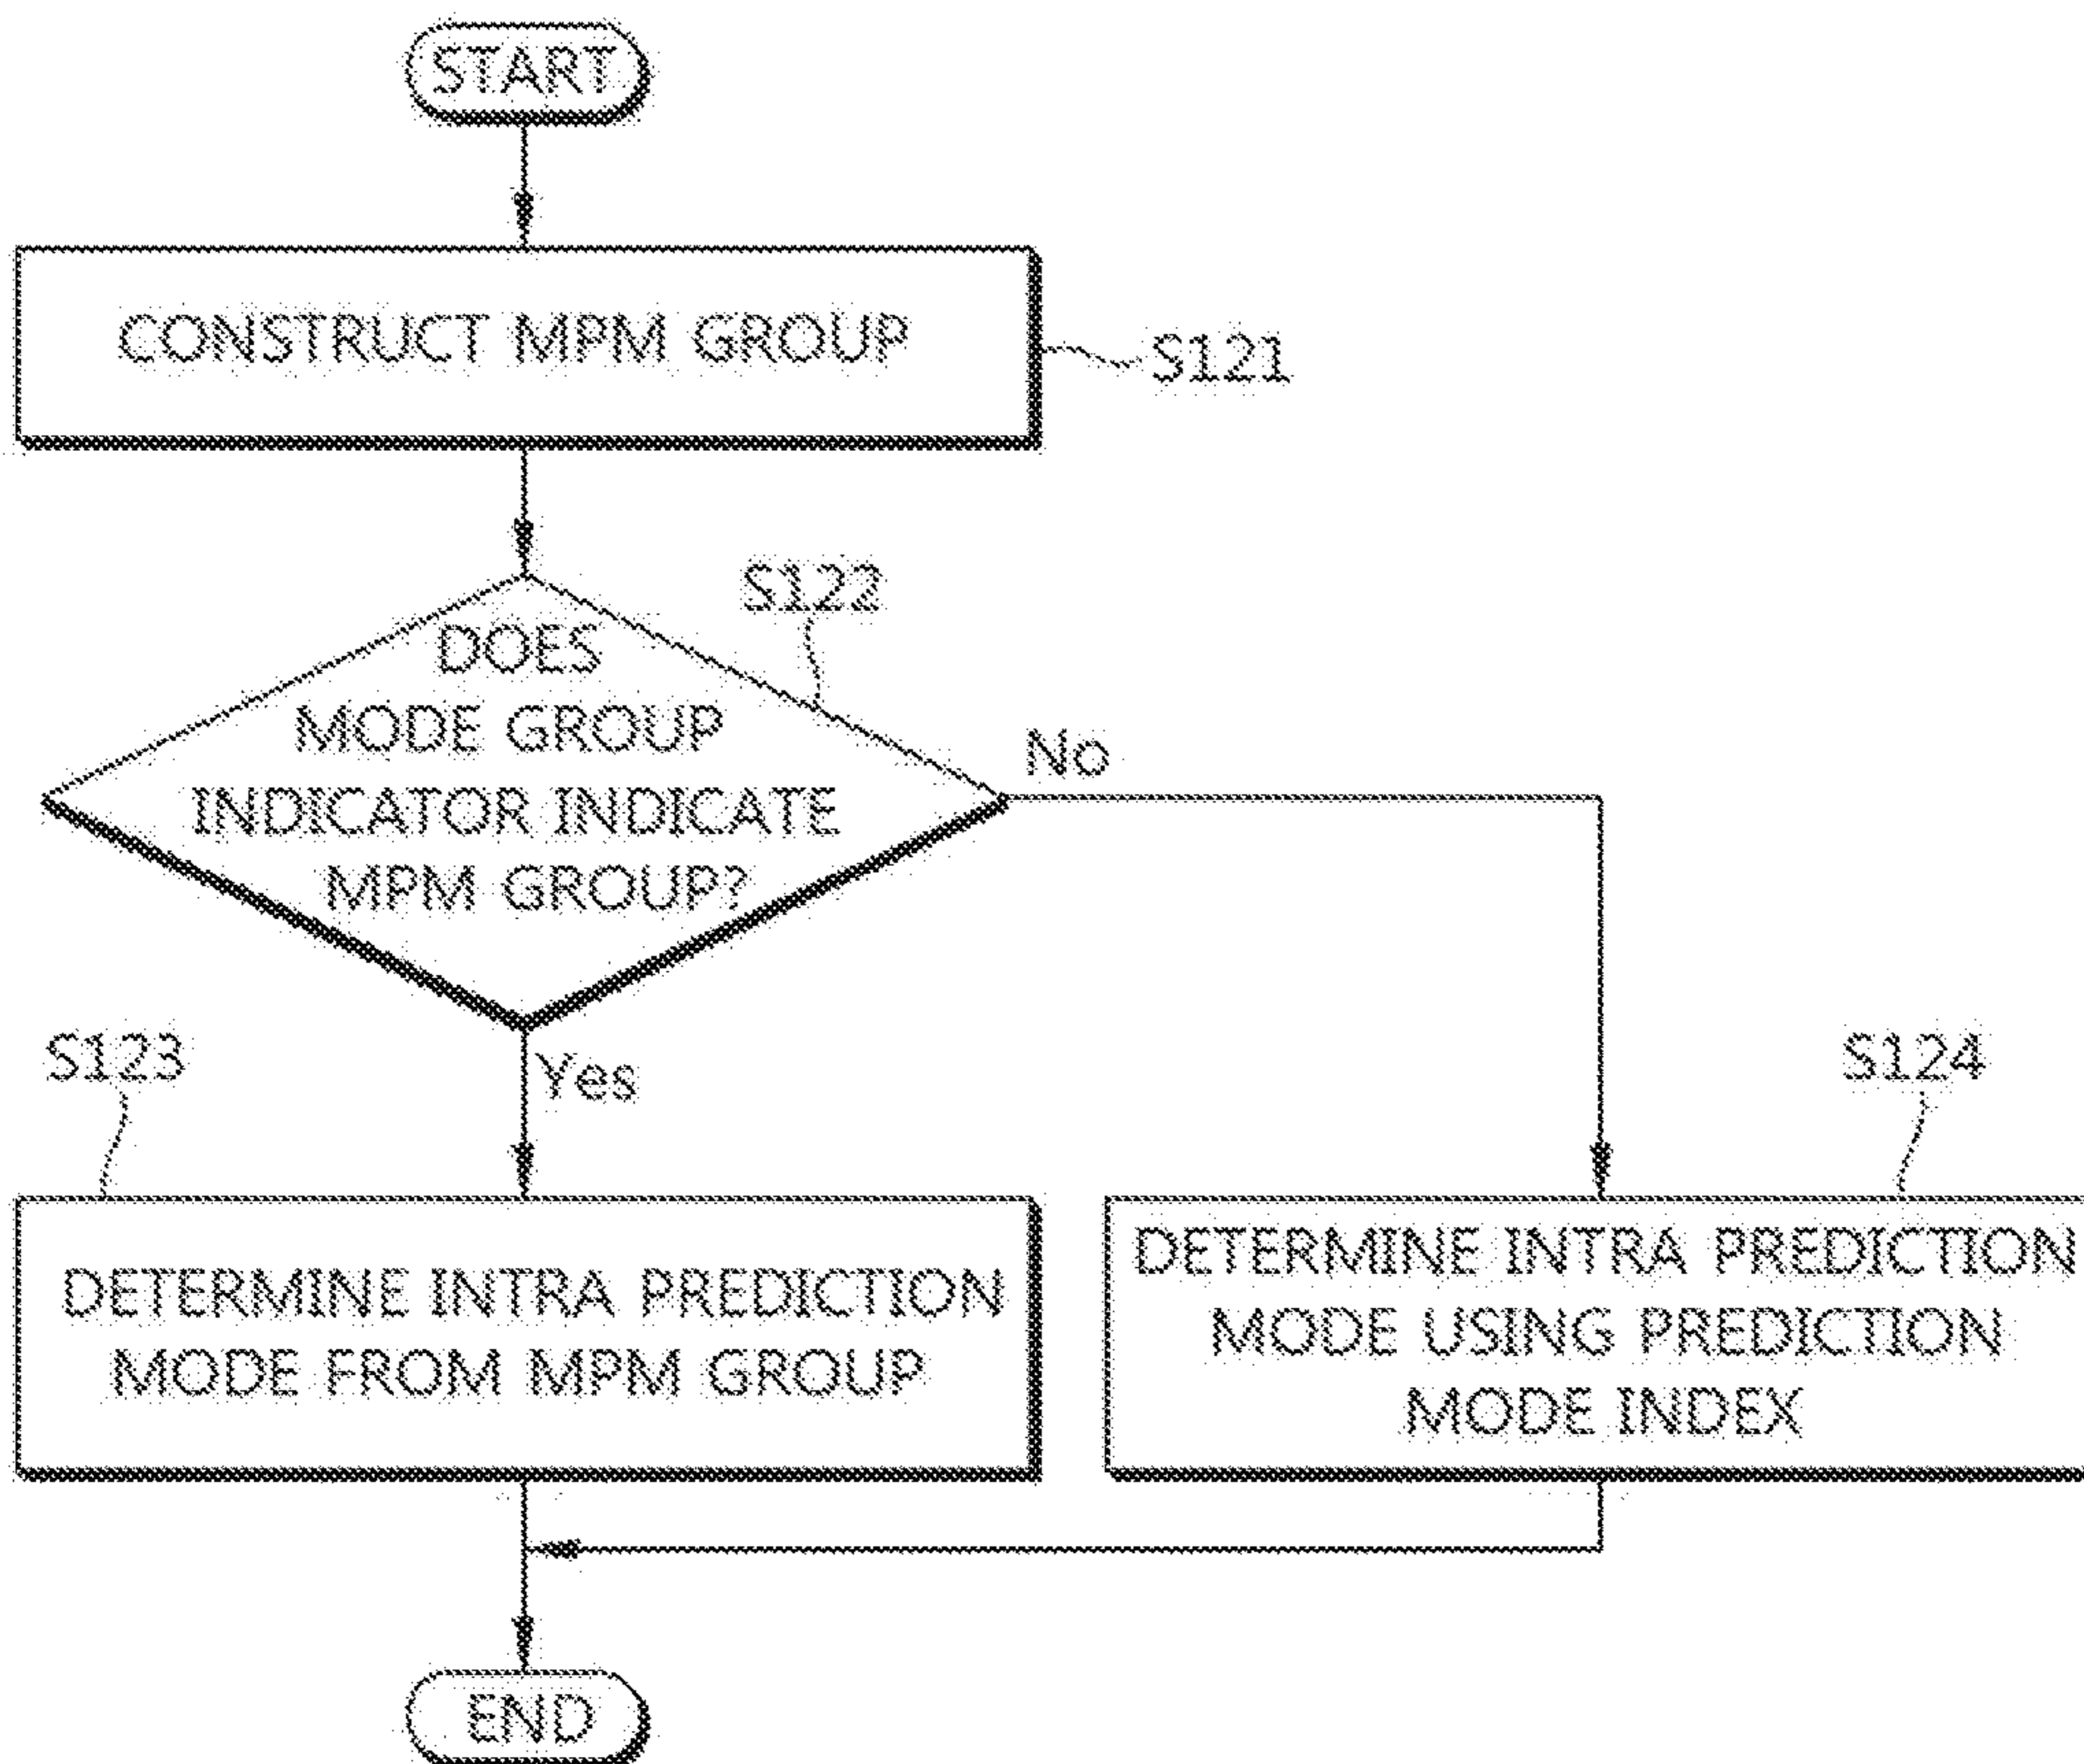 START
CONSTRUCT MPM GROUP
S121
S122
DOES
MODE GROUP
INDICATOR INDICATE
MPM GROUP?
No
Yes
S123
DETERMINE INTRA PREDICTION
MODE FROM MPM GROUP
S124
DETERMINE INTRA PREDICTION
MODE USING PREDICTION
MODE INDEX
END